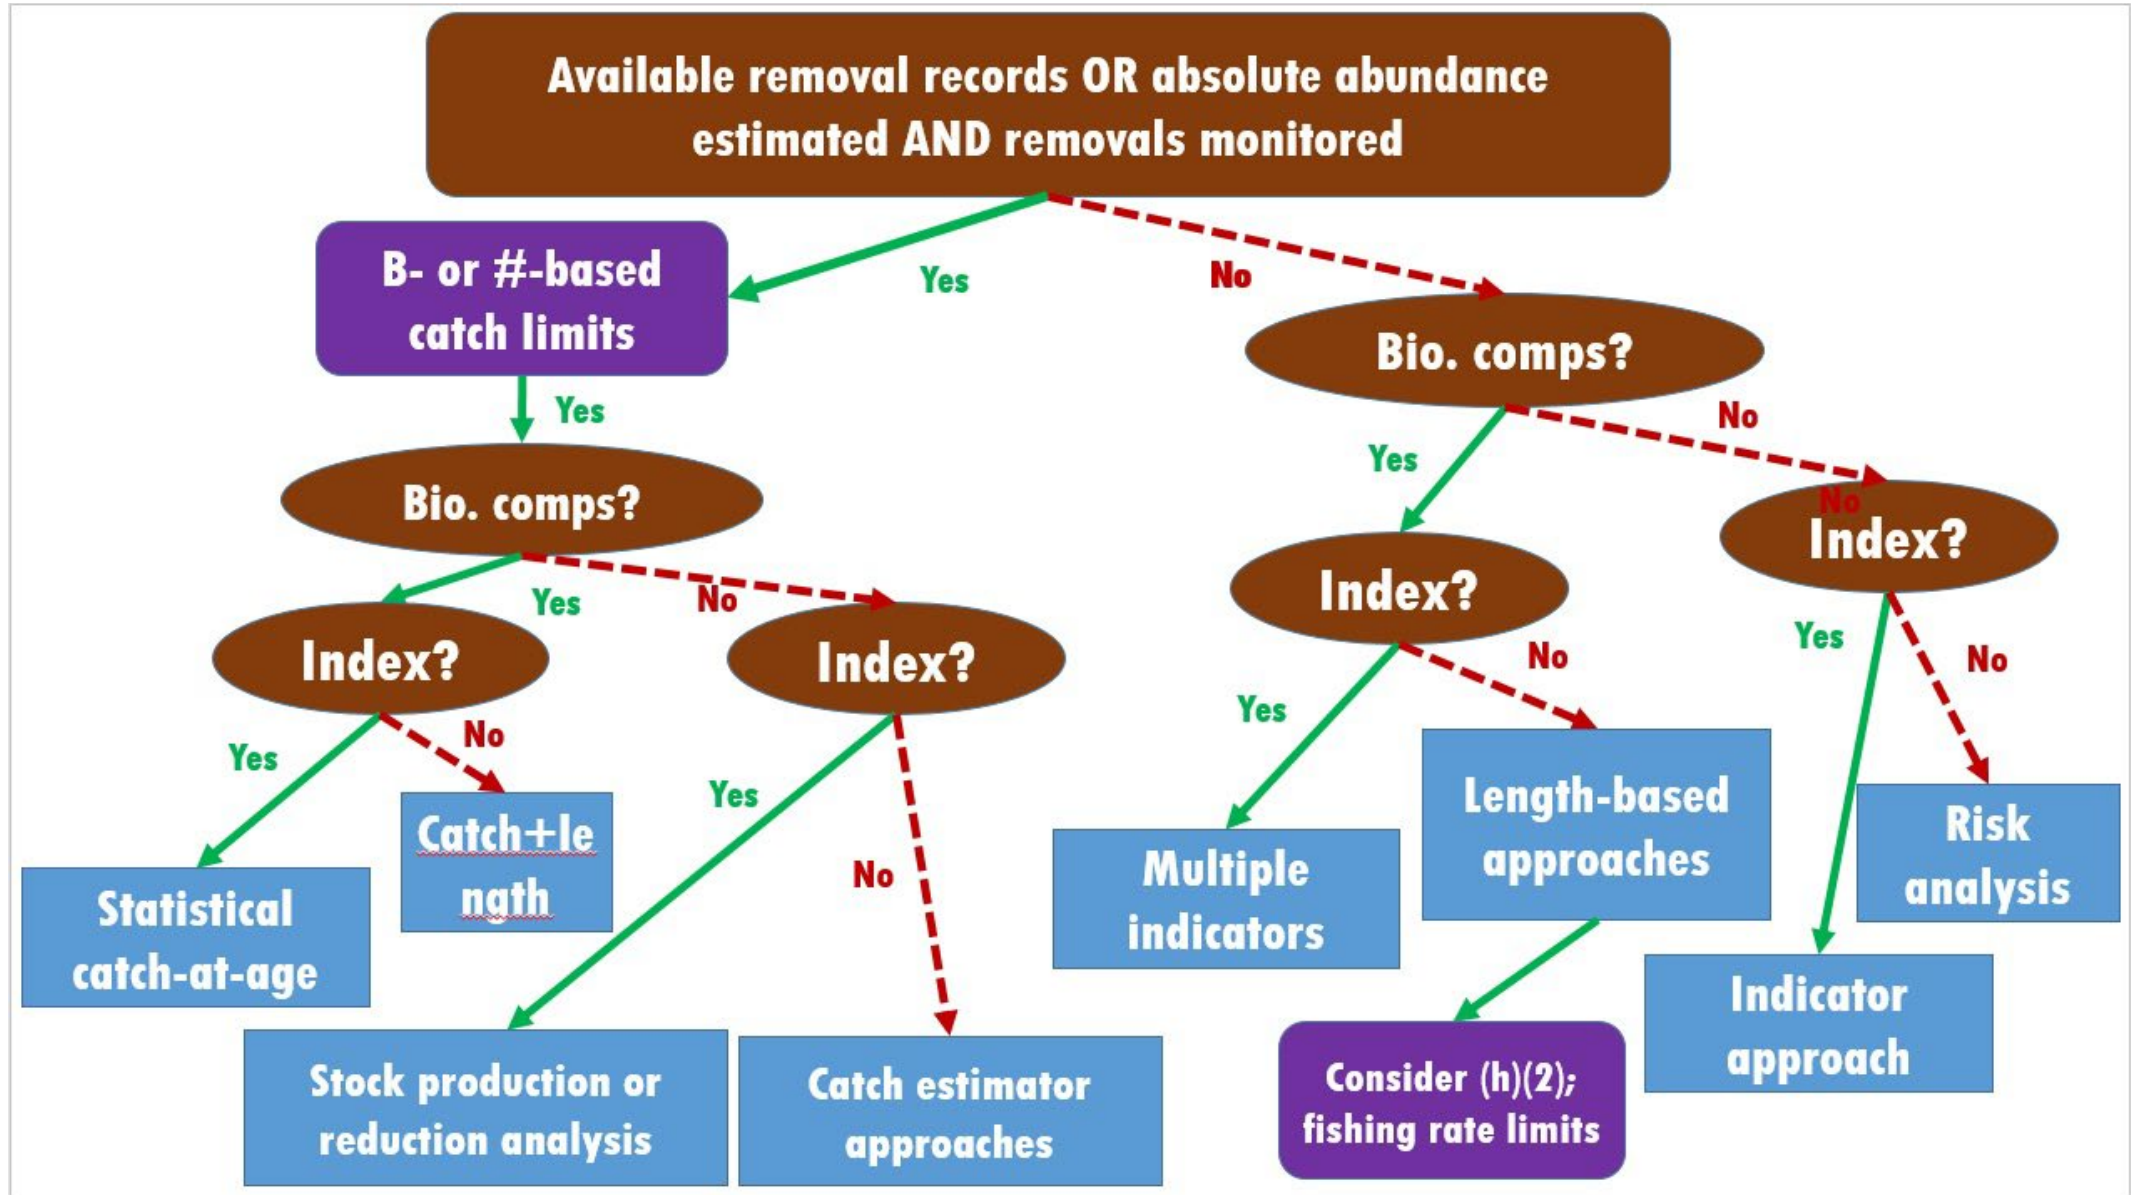 Available removal records OR absolute abundance
estimated AND removals monitored
B- or #-based
catch limits
Yes
No
Bio. comps?
Yes
No
Yes
Bio. comps?
No
Index?
Index?
Yes
No
Index?
Index?
Yes
No
No
Yes
No
Yes
Yes
No
Catch+le
ngth
Length-based
approaches
Risk
analysis
Multiple
indicators
No
Statistical
catch-at-age
Indicator
approach
Stock production or
reduction analysis
Catch estimator
approaches
Consider (h)(2);
fishing rate limits